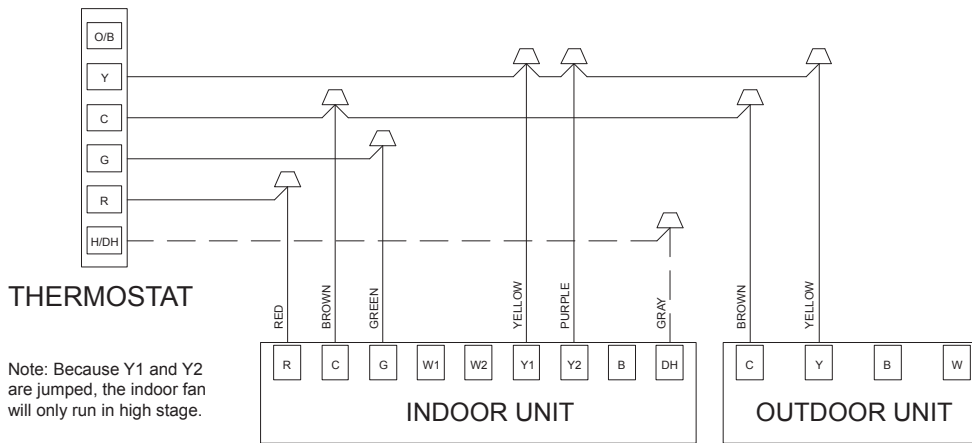 O/B
Y
C
G
R
H/DH
THERMOSTAT
Note: Because Y1 and Y2
are jumped, the indoor fan
will only run in high stage.
RED
BROWN
GREEN
YELLOW
PURPLE
GRAY
BROWN
YELLOW
R C G W1 W2 Y1 Y2 B DH
C Y B W
INDOOR UNIT
OUTDOOR UNIT